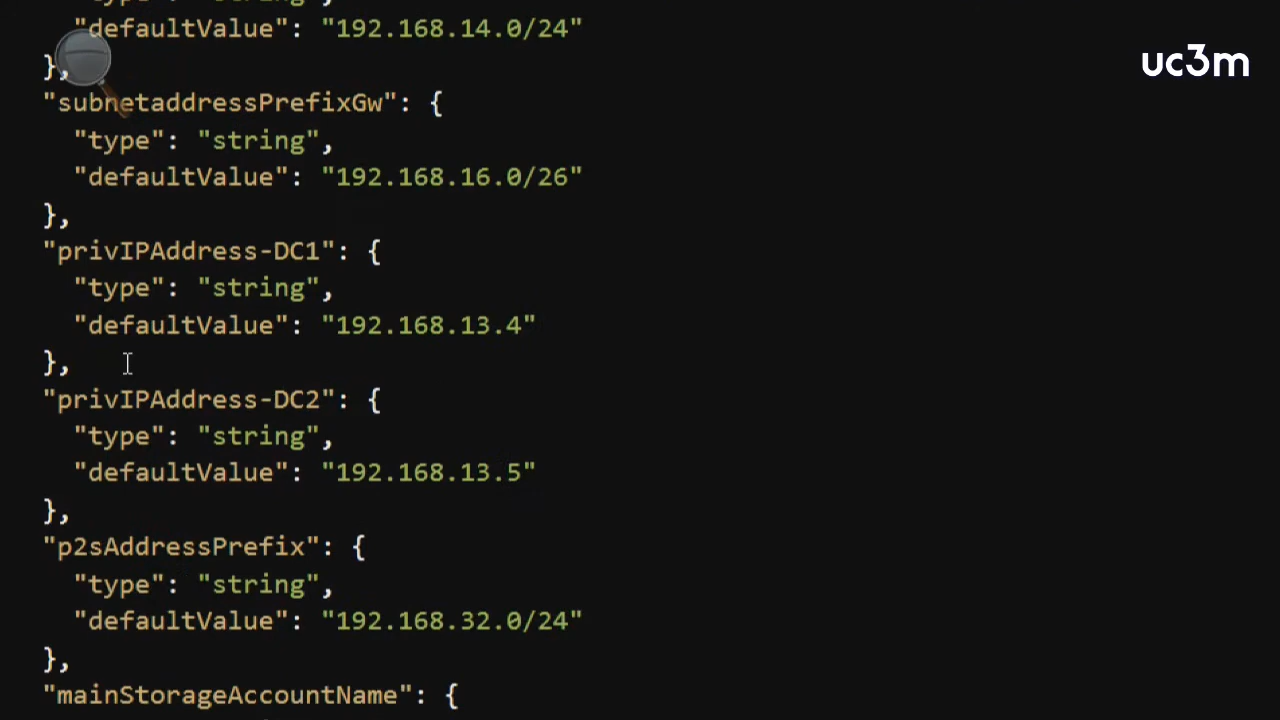 "type": "string",
"defaultValue": "192.168.14.0/24"
},
uc3m
"subnetaddressPrefixGw": {
"type": "string",
"defaultValue": "192.168.16.0/26"
},
"privIPAddress-DC1": {
"type": "string",
"defaultValue": "192.168.13.4"
},
"privIPAddress-DC2": {
"type": "string",
"defaultValue": "192.168.13.5"
},
"p2sAddressPrefix": {
"type": "string",
"defaultValue": "192.168.32.0/24"
},
"mainStorageAccountName": {